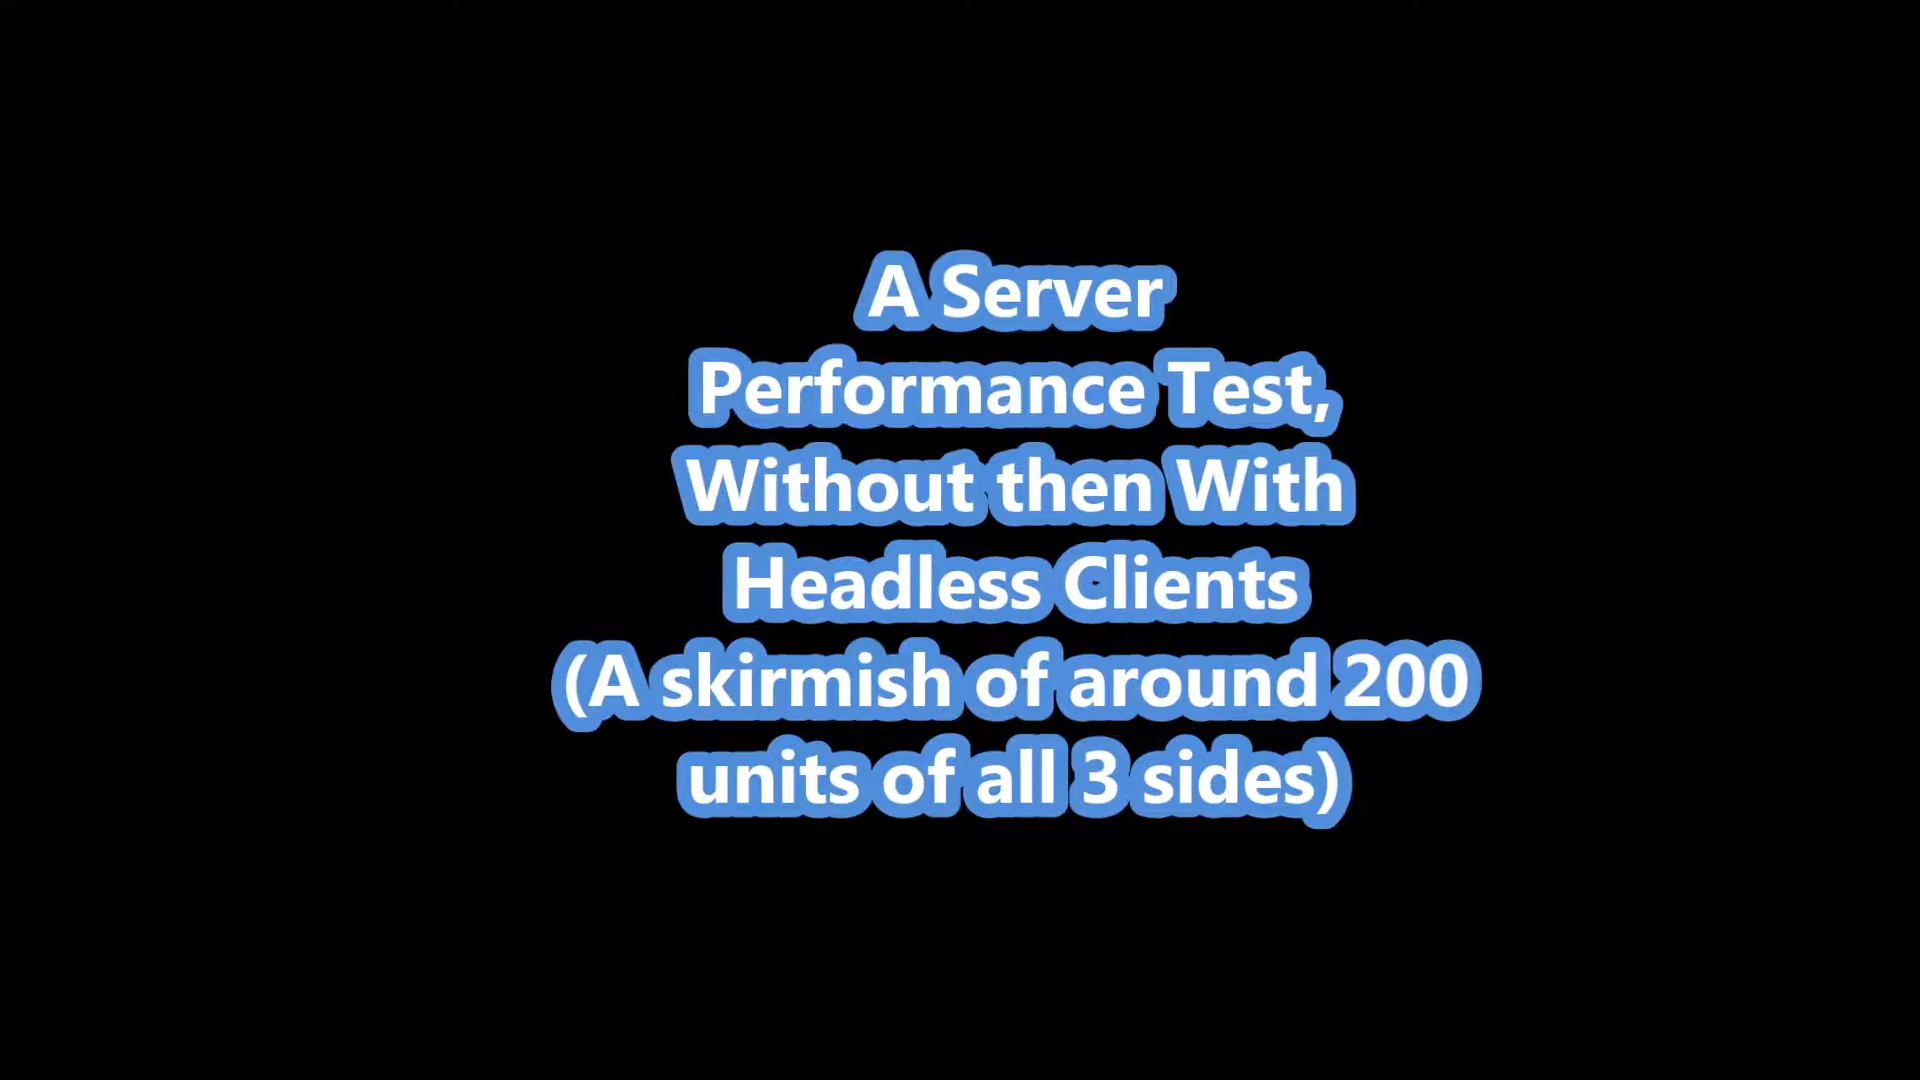 A Server
Performance Test,
Without then With
Headless Clients
(A skirmish of around 200
units of all 3 sides)